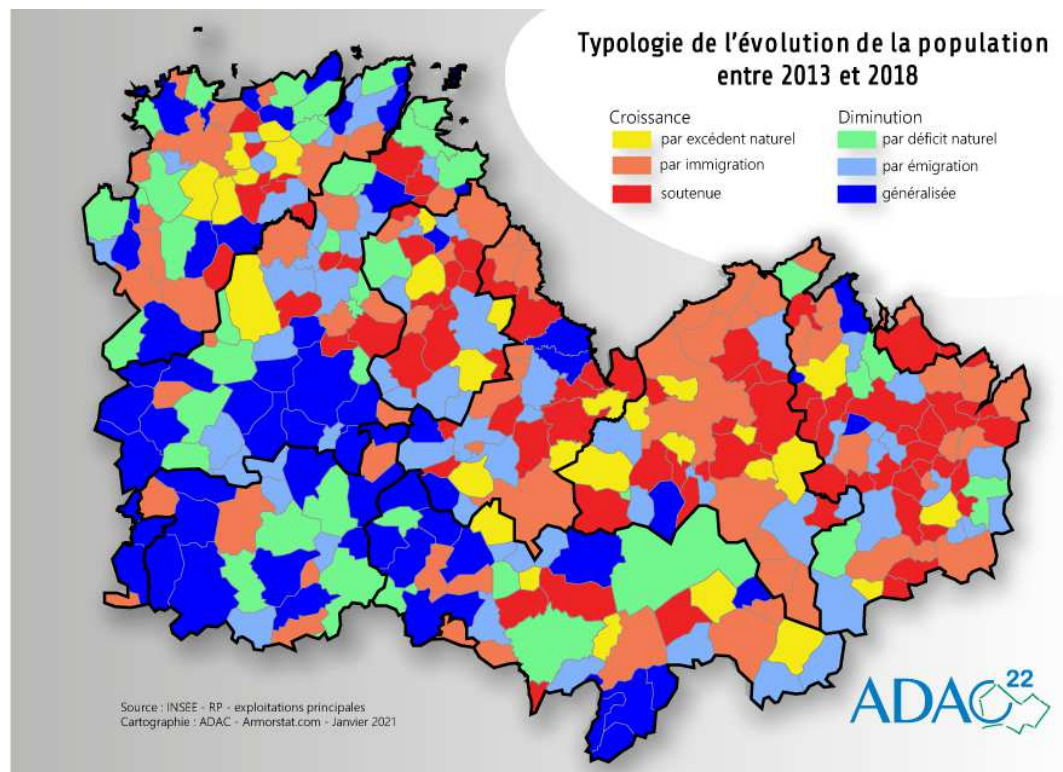 Typologie de l'évolution de la population
entre 2013 et 2018
Croissance
par excédent naturel
par immigration
soutenue
Diminution
par déficit naturel
par émigration
généralisée
Source : INSEE - RP - exploitations principales
Cartographie : ADAC - Armorstat.com - Janvier 2021
ADAC 22